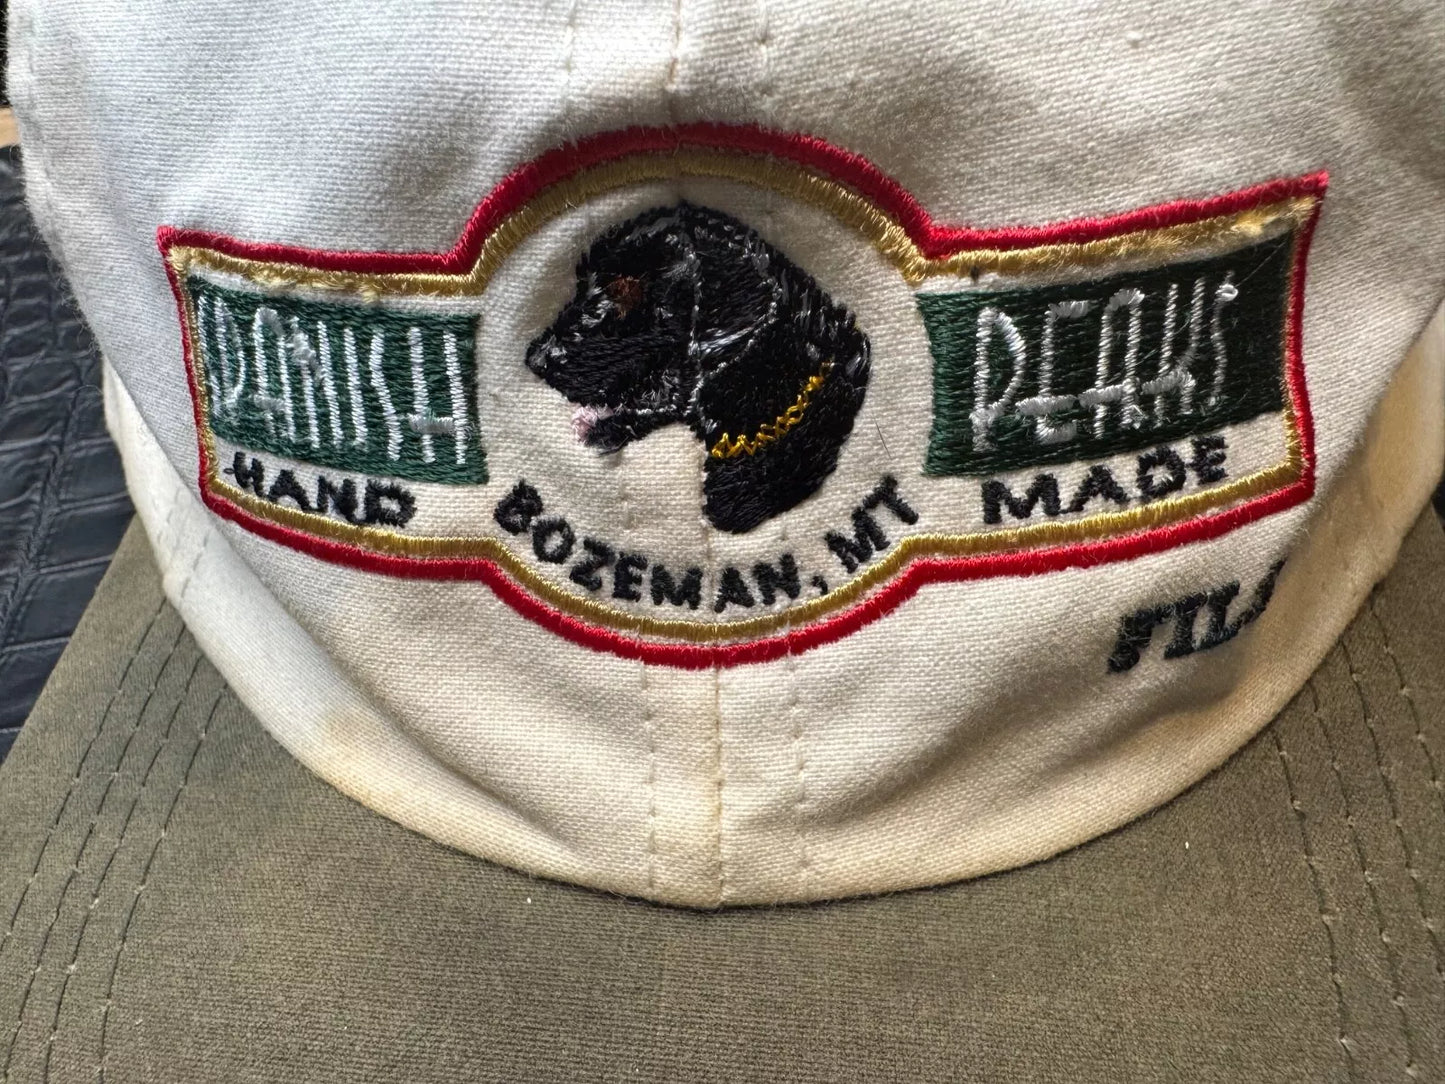 SPANISH PEAKS
HAND MADE
BOZEMAN, MT